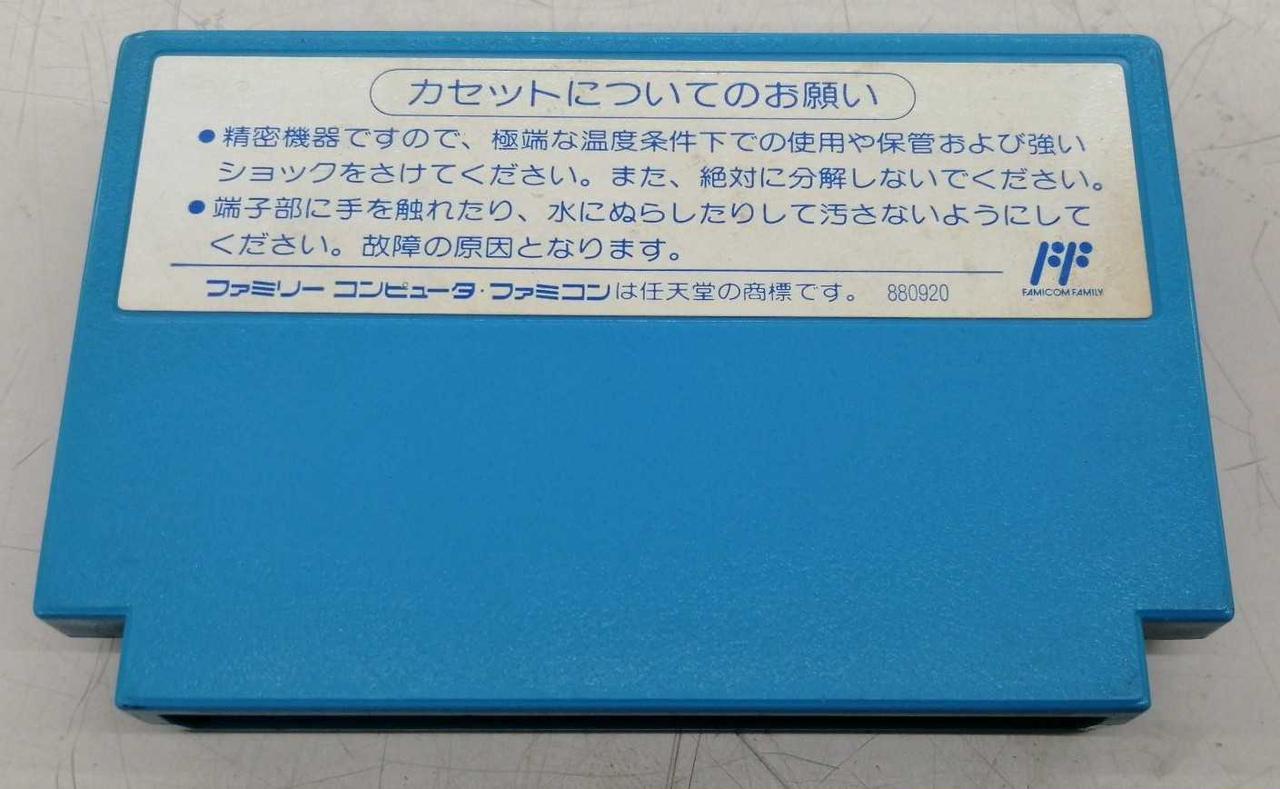 カセットについてのお願い
●精密機器ですので、極端な温度条件下での使用や保管および強い
ショックをさけてください。また、絶対に分解しないでください。
●端子部に手を触れたり、水にぬらしたりして汚さないようにして
ください。故障の原因となります。
ファミリー コンピュータ・ファミコンは任天堂の商標です。 880920
FF
FAMICOM FAMILY